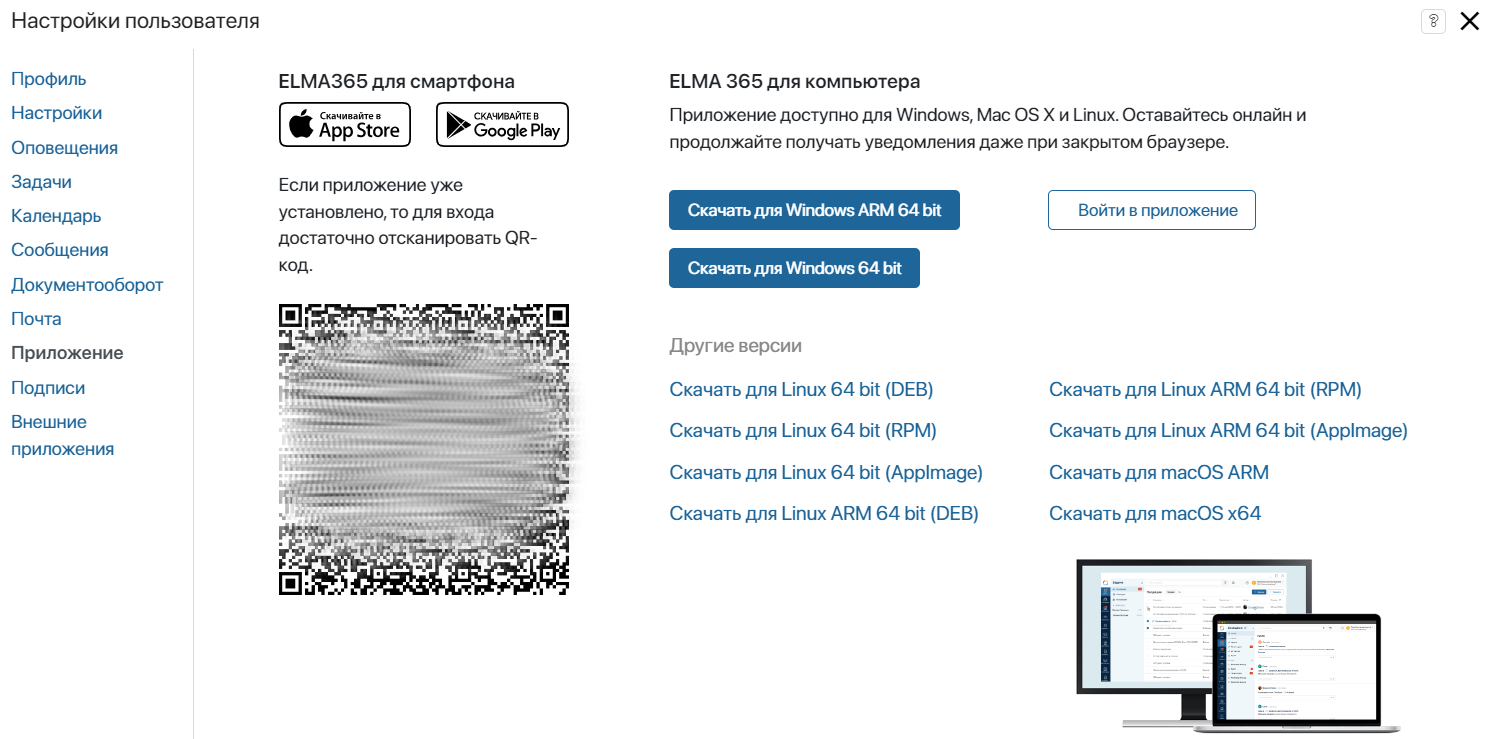 Настройки пользователя
?
Профиль
Настройки
Оповещения
Задачи
Календарь
Сообщения
Документооборот
Почта
Приложение
Подписи
Внешние
приложения
ELMA365 для смартфона
Скачивайте в
App Store
СКАЧИВАЙТЕ В
Google Play
Если приложение уже
установлено, то для входа
достаточно отсканировать QR-
код.
ELMA 365 для компьютера
Приложение доступно для Windows, Mac OS X и Linux. Оставайтесь онлайн и
продолжайте получать уведомления даже при закрытом браузере.
Скачать для Windows ARM 64 bit
Войти в приложение
Скачать для Windows 64 bit
Другие версии
Скачать для Linux 64 bit (DEB)
Скачать для Linux ARM 64 bit (RPM)
Скачать для Linux 64 bit (RPM)
Скачать для Linux ARM 64 bit (AppImage)
Скачать для Linux 64 bit (AppImage)
Скачать для macOS ARM
Скачать для Linux ARM 64 bit (DEB)
Скачать для macOS x64